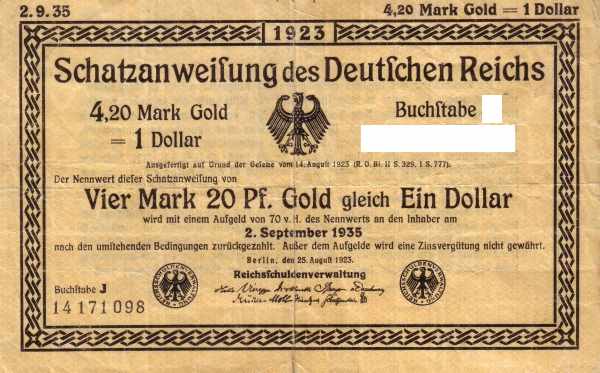 2.9.35
4,20 Mark Gold = 1 Dollar
1923
Schatzanweiſung des Deutſchen Reichs
4,20 Mark Gold
= 1 Dollar
Buchſtabe
Ausgefertigt auf Grund der Geſetze vom 14. Auguſt 1923 (R. G. Bl. II S. 329, I S. 777).
Der Nennwert dieſer Schatzanweiſung von
Vier Mark 20 Pf. Gold gleich Ein Dollar
wird mit einem Aufgeld von 70 v. H. des Nennwerts an den Inhaber am
2. September 1935
nach den umſtehenden Bedingungen zurückgezahlt. Außer dem Aufgelde wird eine Zinsvergütung nicht gewährt.
Berlin, den 25. Auguſt 1923.
Reichsſchuldenverwaltung
Buchſtabe J
14171098